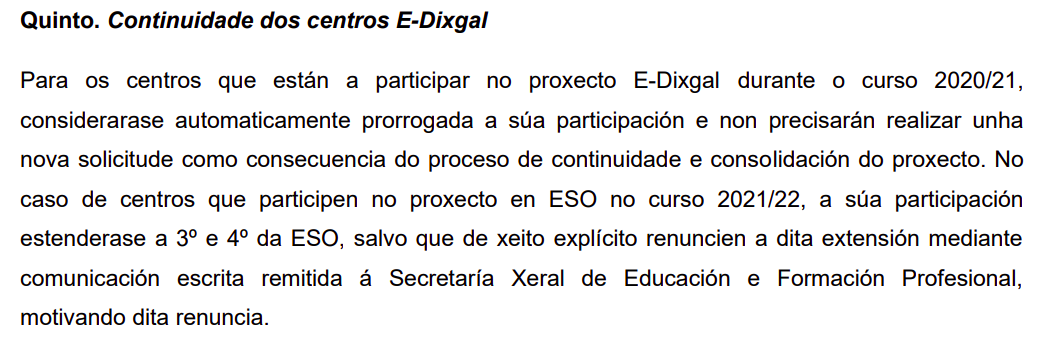 Quinto. Continuidade dos centros E-Dixgal
Para os centros que están a participar no proxecto E-Dixgal durante o curso 2020/21,
considerarase automaticamente prorrogada a súa participación e non precisarán realizar unha
nova solicitude como consecuencia do proceso de continuidade e consolidación do proxecto. No
caso de centros que participen no proxecto en ESO no curso 2021/22, a súa participación
estenderase a 3º e 4º da ESO, salvo que de xeito explícito renuncien a dita extensión mediante
comunicación escrita remitida á Secretaría Xeral de Educación e Formación Profesional,
motivando dita renuncia.